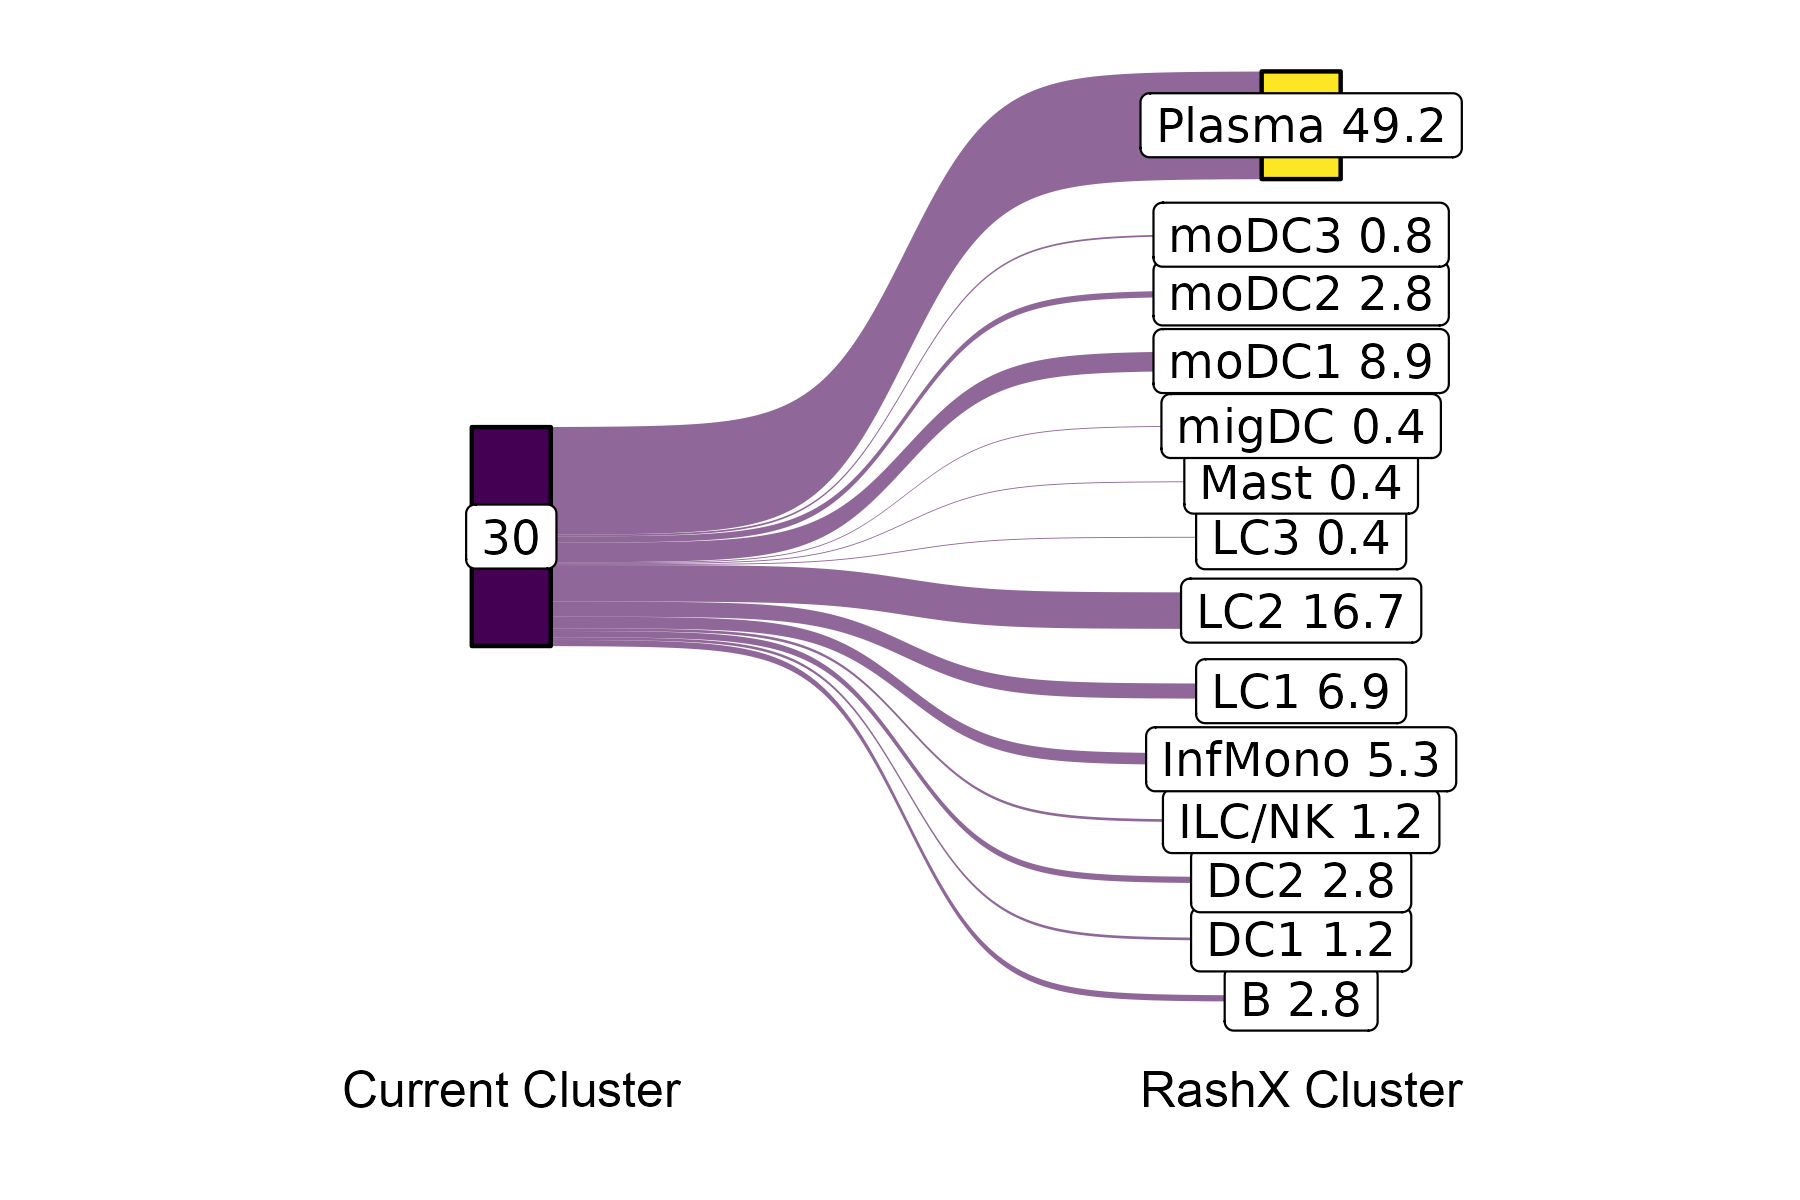 Plasma 49.2
moDC3 0.8
moDC2 2.8
moDC1 8.9
migDC 0.4
Mast 0.4
30
LC3 0.4
LC2 16.7
LC1 6.9
InfMono 5.3
ILC/NK 1.2
DC2 2.8
DC1 1.2
B 2.8
Current Cluster
RashX Cluster